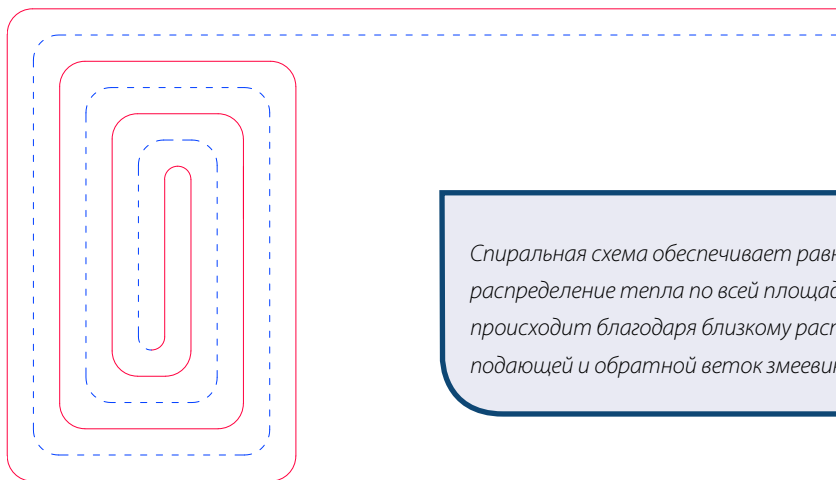 Спиральная схема обеспечивает
распределение тепла по всей
происходит благодаря близкому
подающей и обратной веток